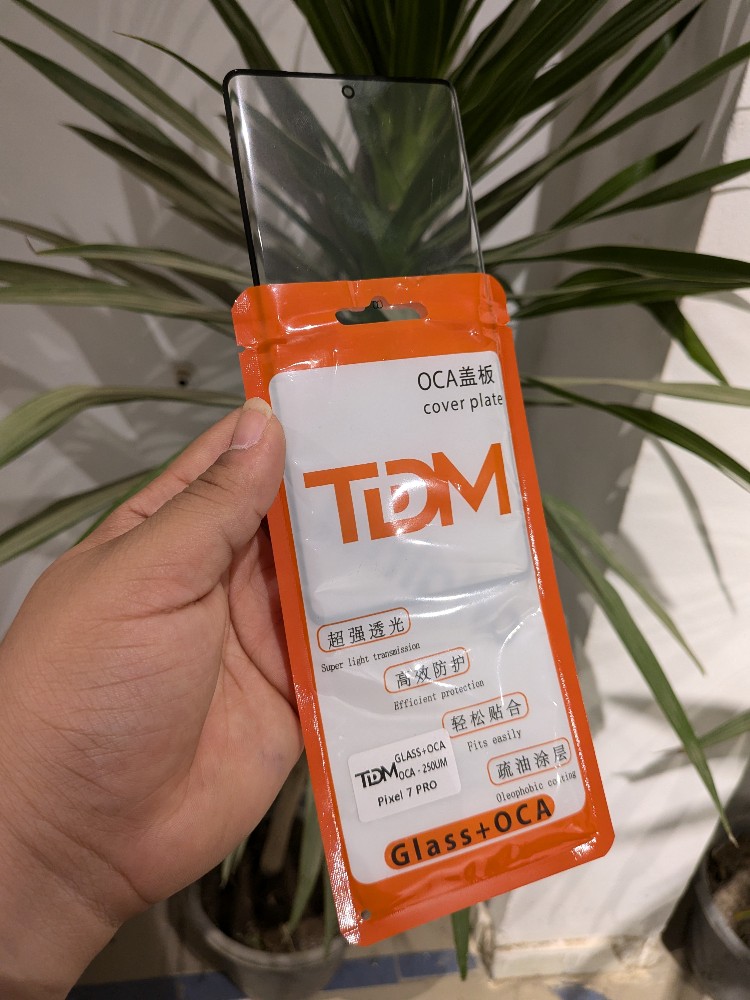 OCA盖板
cover plate
TDM
超强透光
Super light transmission
高效防护
Efficient protection
轻松贴合
Fits easily
疏油涂层
Oleophobic coating
TDM GLASS+OCA
OCA - 250UM
Pixel 7 PRO
Glass+OCA